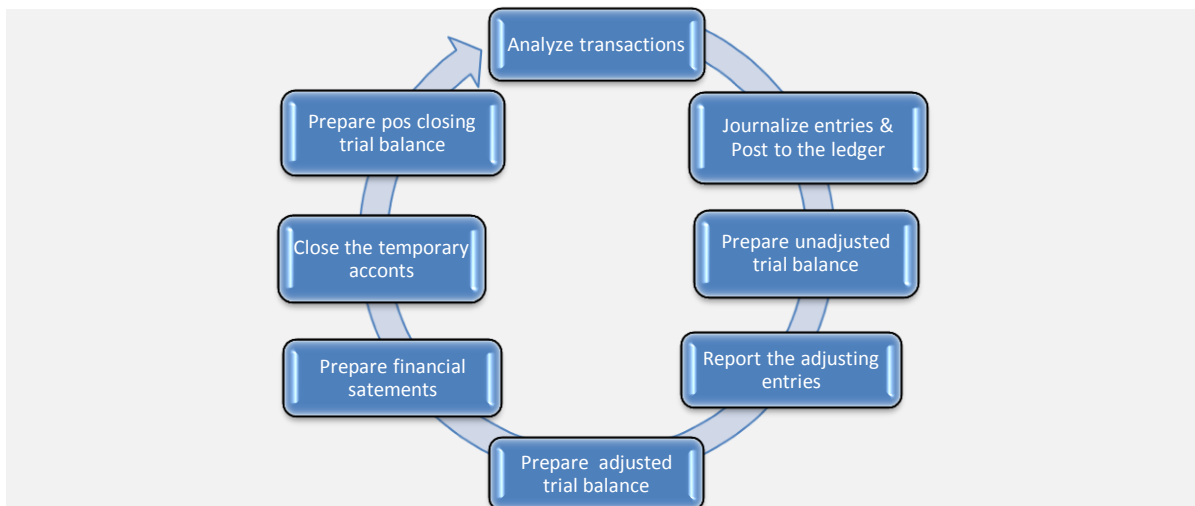 Analyze transactions
Journalize entries &
Post to the ledger
Prepare unadjusted
trial balance
Report the adjusting
entries
Prepare adjusted
trial balance
Prepare financial
satements
Close the temporary
acconts
Prepare pos closing
trial balance